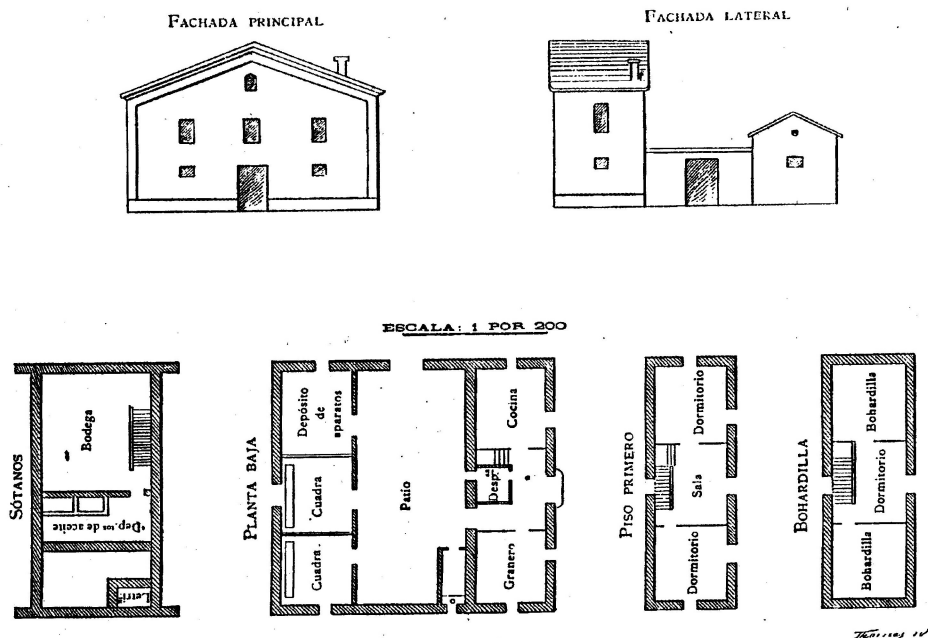 FACHADA PRINCIPAL
FACHADA LATERAL
ESCALA: 1 POR 200
SÓTANOS
Bodega
Dep.tos de aceite
Letri.
PLANTA BAJA
Depósito
de
aparatos
Cuadra
Cuadra.
Patio
Cocina
Desp.
Granero
PISO PRIMERO
Dormitorio
Sala
Dormitorio
BOHARDILLA
Bohardilla
Dormitorio
Bohardilla